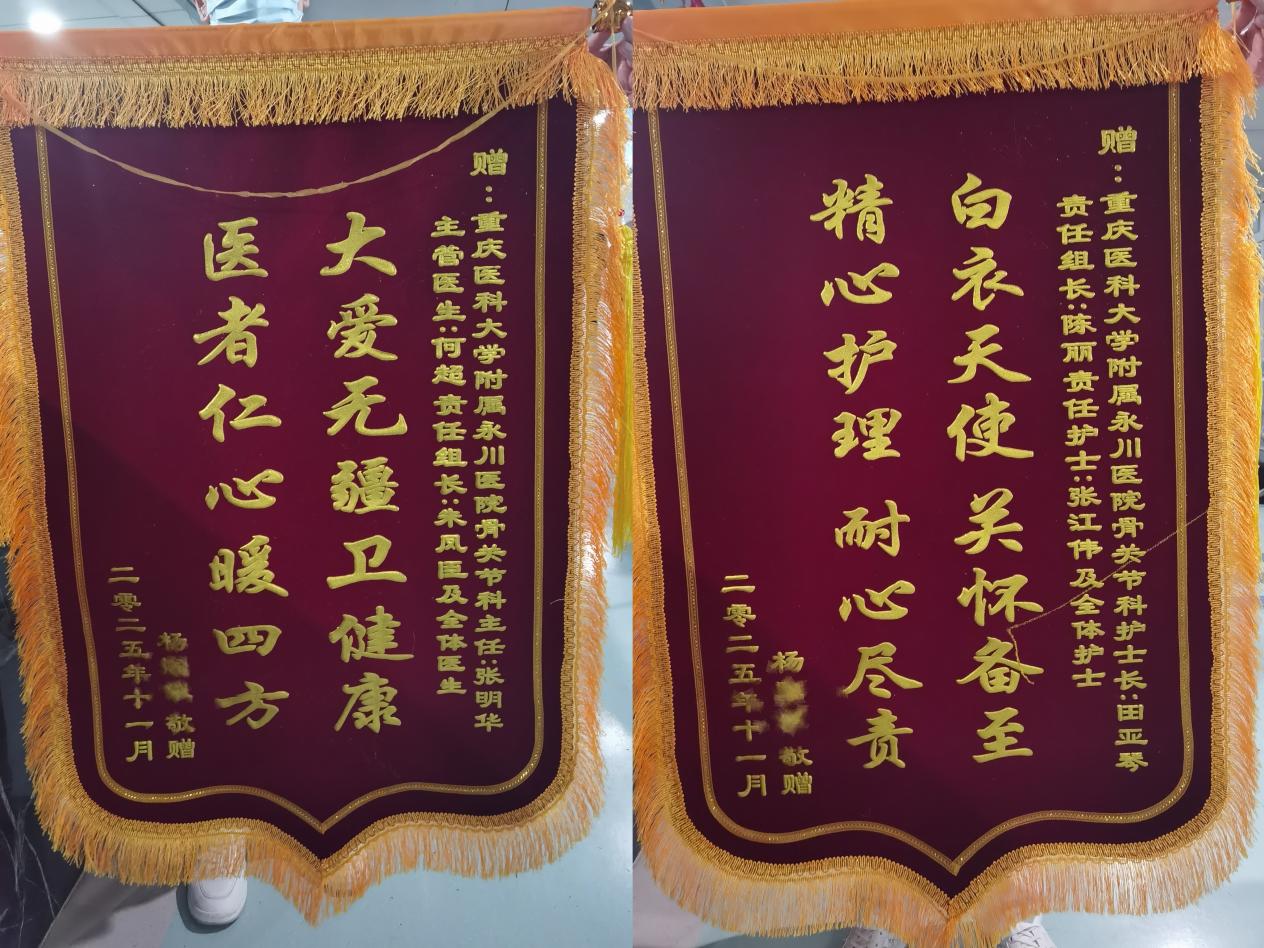 赠：重庆医科大学附属永川医院骨关节科主任：张明华
主管医生：何超责任组长：朱凤臣及全体医生
大爱无疆卫健康
医者仁心暖四方
杨 敬赠
二零二五年十一月
赠：重庆医科大学附属永川医院骨关节科护士长：田亚琴
责任组长：陈丽责任护士：张江伟及全体护士
白衣天使关怀备至
精心护理耐心尽责
杨 敬赠
二零二五年十一月